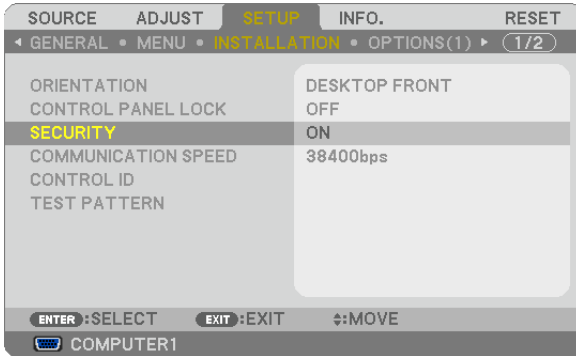 SOURCE ADJUST SETUP INFO. RESET
GENERAL • MENU • INSTALLATION • OPTIONS(1) 1/2
ORIENTATION DESKTOP FRONT
CONTROL PANEL LOCK OFF
SECURITY ON
COMMUNICATION SPEED 38400bps
CONTROL ID
TEST PATTERN
ENTER :SELECT EXIT :EXIT :MOVE
COMPUTER1